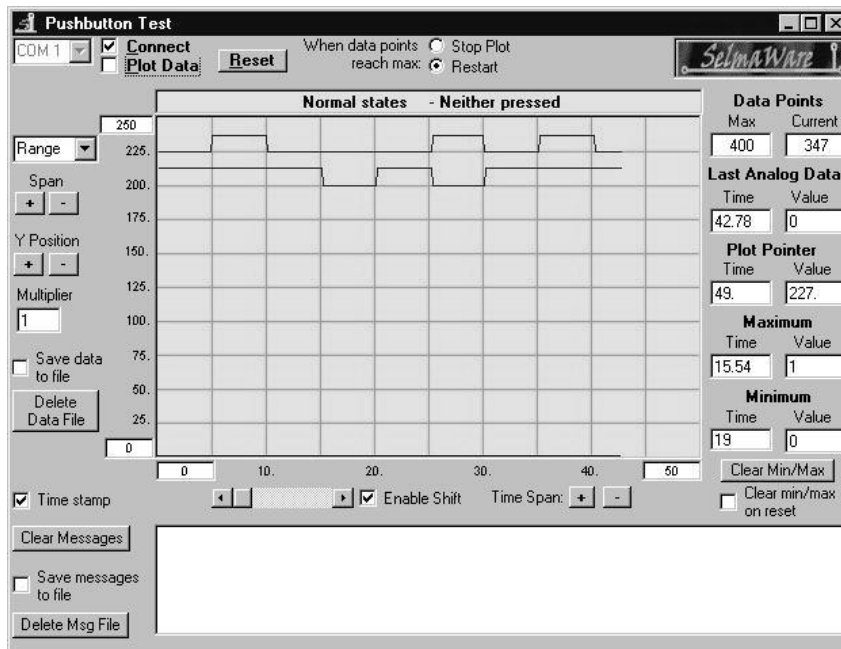 Pushbutton Test
COM 1
Connect
Plot Data
Reset
When data points
reach max:
Stop Plot
Restart
SelmaWare
Normal states - Neither pressed
250
225.
200.
175.
150.
125.
100.
75.
50.
25.
0
0
10.
20.
30.
40.
50
Range
Span
+ -
Y Position
+ -
Multiplier
1
Save data
to file
Delete
Data File
Data Points
Max Current
400 347
Last Analog Data
Time Value
42.78 0
Plot Pointer
Time Value
49. 227.
Maximum
Time Value
15.54 1
Minimum
Time Value
19 0
Clear Min/Max
Clear min/max
on reset
Time stamp
Enable Shift
Time Span: + -
Clear Messages
Save messages
to file
Delete Msg File